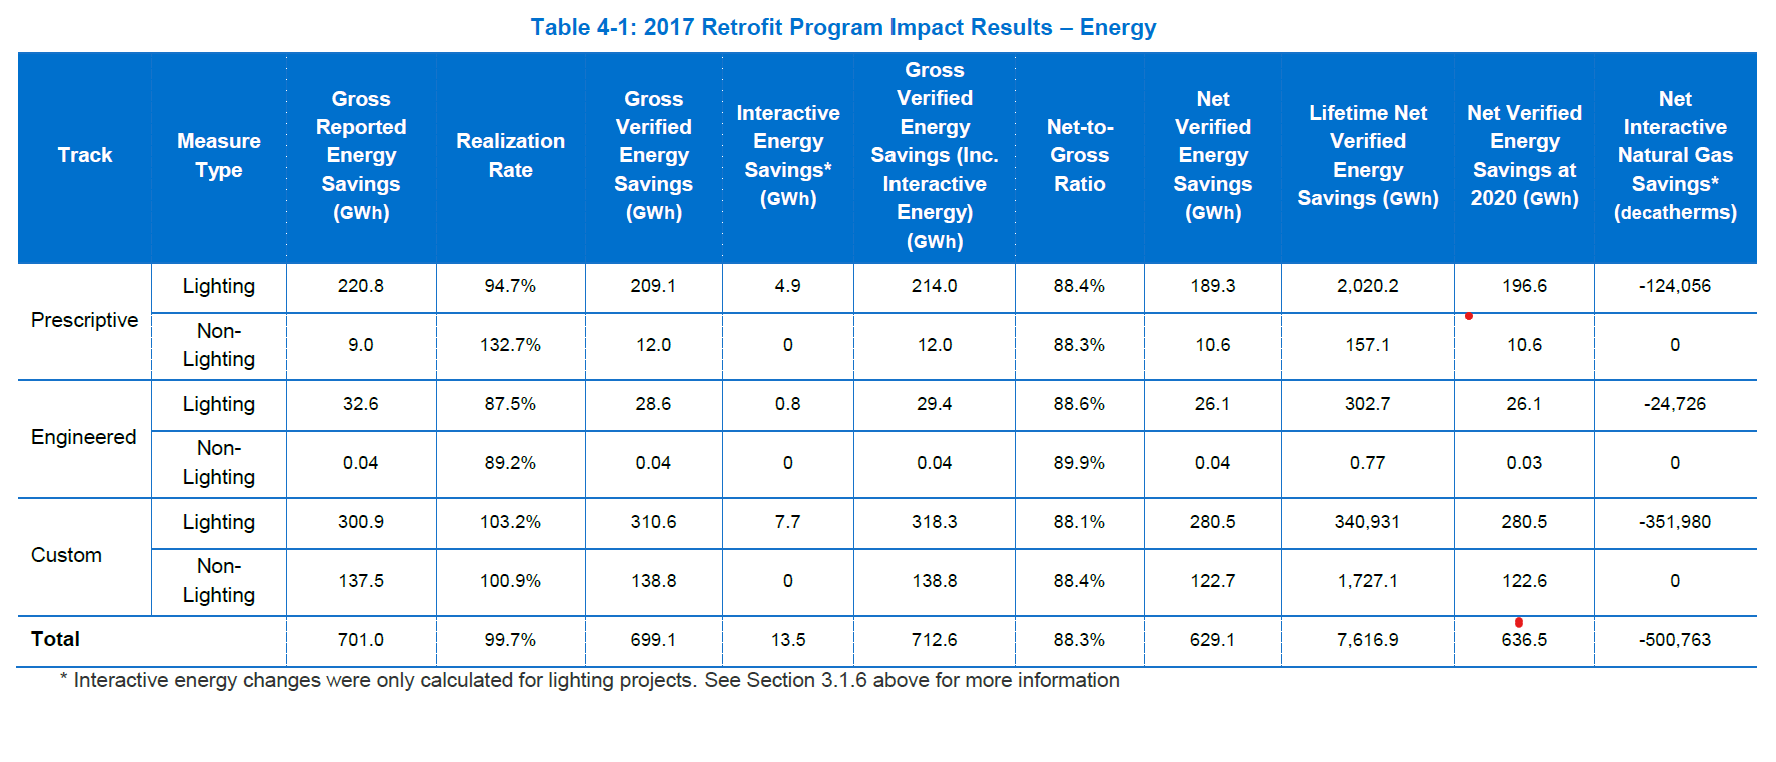 Table 4-1: 2017 Retrofit Program Impact Results – Energy
Track | Measure Type | Gross Reported Energy Savings (GWh) | Realization Rate | Gross Verified Energy Savings (GWh) | Interactive Energy Savings* (GWh) | Gross Verified Energy Savings (Inc. Interactive Energy) (GWh) | Net-to-Gross Ratio | Net Verified Energy Savings (GWh) | Lifetime Net Verified Energy Savings (GWh) | Net Verified Energy Savings at 2020 (GWh) | Net Interactive Natural Gas Savings* (decatherms)
Prescriptive | Lighting | 220.8 | 94.7% | 209.1 | 4.9 | 214.0 | 88.4% | 189.3 | 2,020.2 | 196.6 | -124,056
Non-Lighting | 9.0 | 132.7% | 12.0 | 0 | 12.0 | 88.3% | 10.6 | 157.1 | 10.6 | 0
Engineered | Lighting | 32.6 | 87.5% | 28.6 | 0.8 | 29.4 | 88.6% | 26.1 | 302.7 | 26.1 | -24,726
Non-Lighting | 0.04 | 89.2% | 0.04 | 0 | 0.04 | 89.9% | 0.04 | 0.77 | 0.03 | 0
Custom | Lighting | 300.9 | 103.2% | 310.6 | 7.7 | 318.3 | 88.1% | 280.5 | 340,931 | 280.5 | -351,980
Non-Lighting | 137.5 | 100.9% | 138.8 | 0 | 138.8 | 88.4% | 122.7 | 1,727.1 | 122.6 | 0
Total | 701.0 | 99.7% | 699.1 | 13.5 | 712.6 | 88.3% | 629.1 | 7,616.9 | 636.5 | -500,763
* Interactive energy changes were only calculated for lighting projects. See Section 3.1.6 above for more information